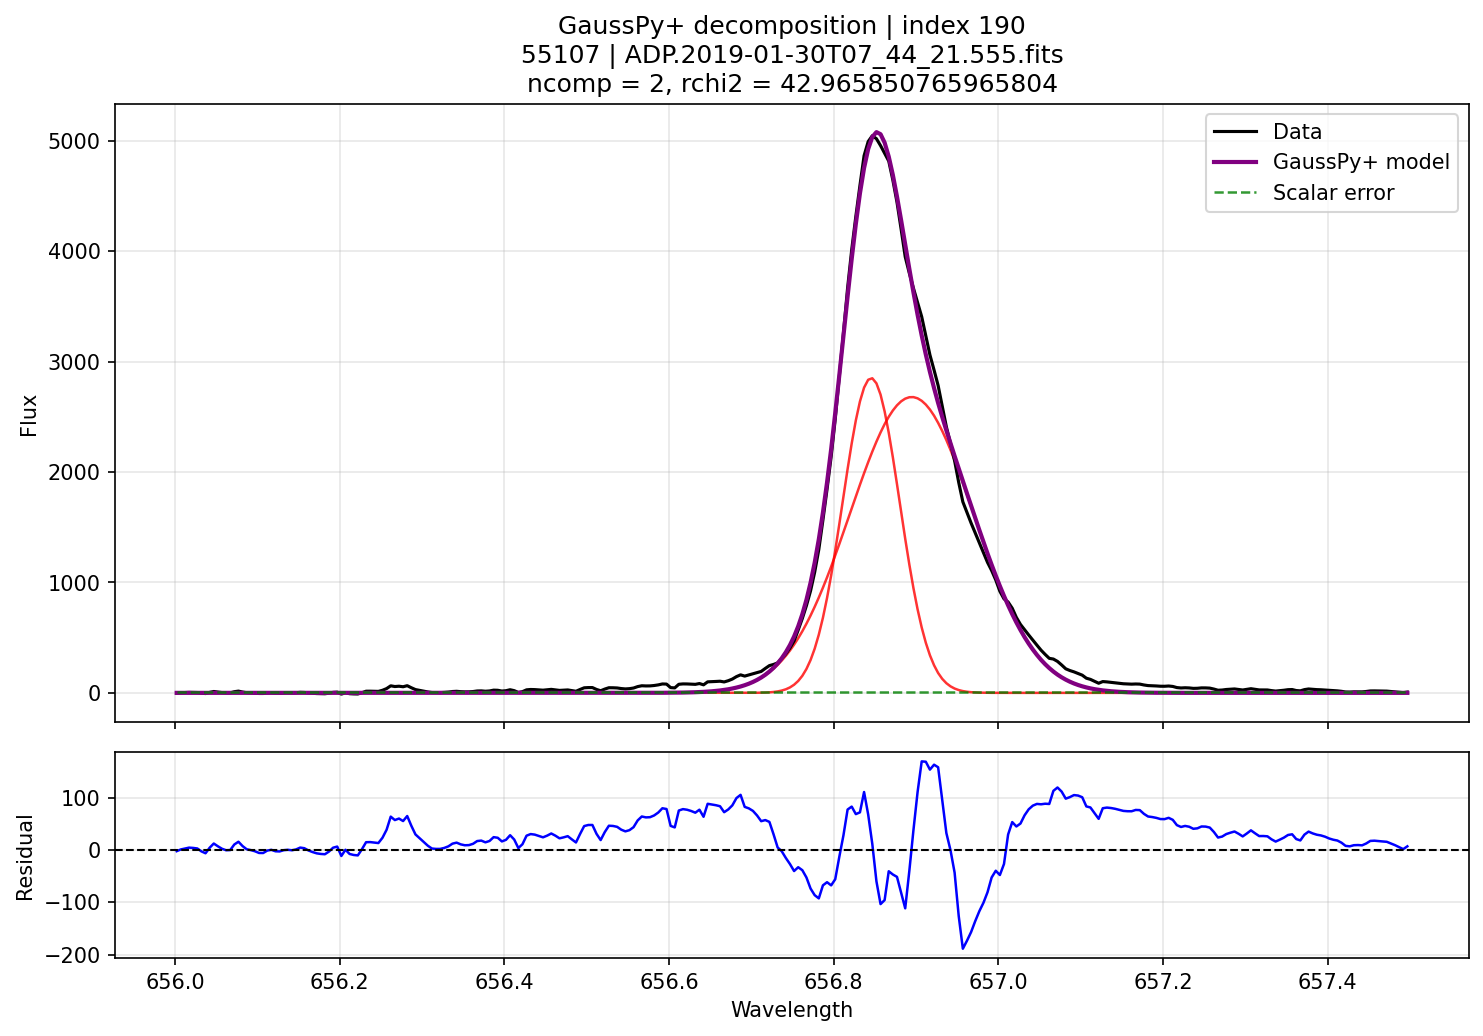 GaussPy+ decomposition | index 190
55107 | ADP.2019-01-30T07_44_21.555.fits
ncomp = 2, rchi2 = 42.965850765965804
Data
GaussPy+ model
Scalar error
Flux
5000
4000
3000
2000
1000
0
Residual
100
0
−100
−200
656.0 656.2 656.4 656.6 656.8 657.0 657.2 657.4
Wavelength